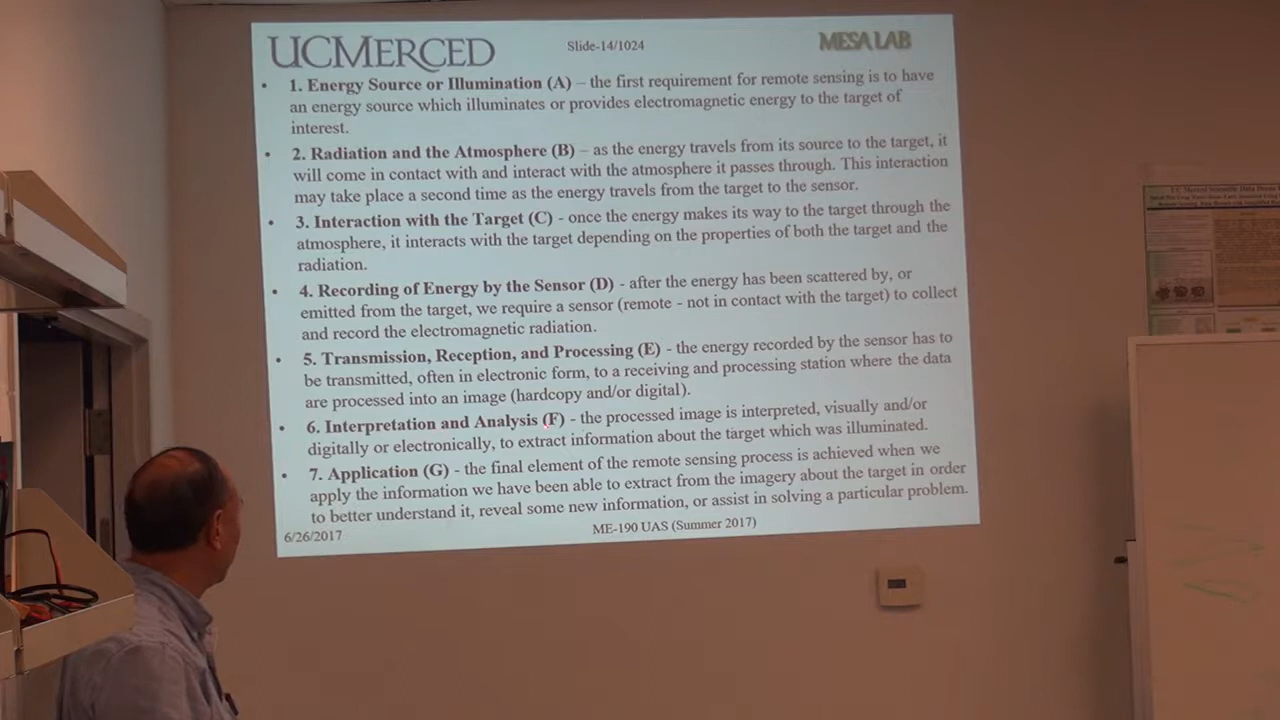 UCMERCED
Slide-14/1024
MESA LAB
• 1. Energy Source or Illumination (A) – the first requirement for remote sensing is to have
an energy source which illuminates or provides electromagnetic energy to the target of
interest.
• 2. Radiation and the Atmosphere (B) – as the energy travels from its source to the target, it
will come in contact with and interact with the atmosphere it passes through. This interaction
may take place a second time as the energy travels from the target to the sensor.
• 3. Interaction with the Target (C) - once the energy makes its way to the target through the
atmosphere, it interacts with the target depending on the properties of both the target and the
radiation.
• 4. Recording of Energy by the Sensor (D) - after the energy has been scattered by, or
emitted from the target, we require a sensor (remote - not in contact with the target) to collect
and record the electromagnetic radiation.
• 5. Transmission, Reception, and Processing (E) - the energy recorded by the sensor has to
be transmitted, often in electronic form, to a receiving and processing station where the data
are processed into an image (hardcopy and/or digital).
• 6. Interpretation and Analysis (F) - the processed image is interpreted, visually and/or
digitally or electronically, to extract information about the target which was illuminated.
• 7. Application (G) - the final element of the remote sensing process is achieved when we
apply the information we have been able to extract from the imagery about the target in order
to better understand it, reveal some new information, or assist in solving a particular problem.
6/26/2017
ME-190 UAS (Summer 2017)